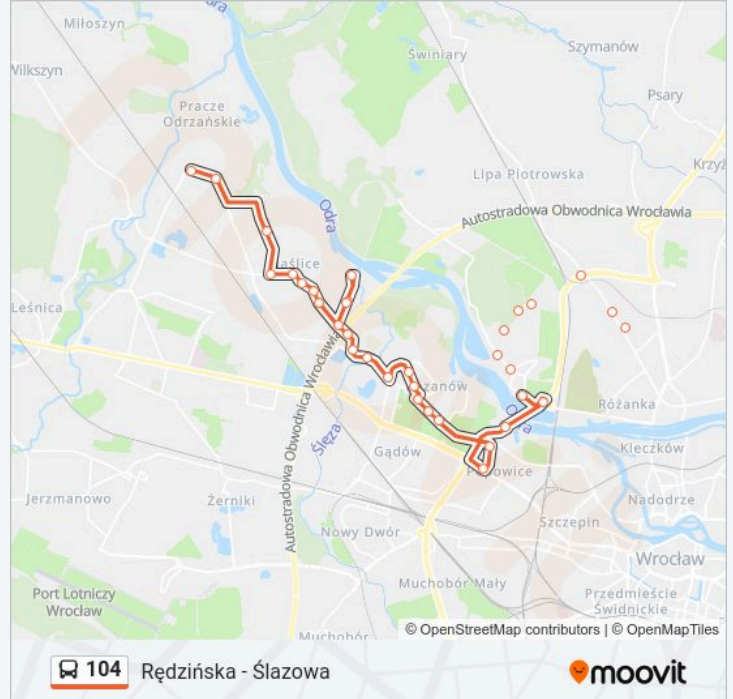 Miłoszyn
Świniary
Szymanów
Wilkszyn
Psary
Pracze
Odrzańskie
Lipa Piotrowska
Krzyż
Odra
Autostradowa Obwodnica Wrocławia
aślice
Leśnica
Autostradowa Obwodnica Wrocławia
Ślęza
zanów
Odra
Różanka
Kleczków
Gądów
P owice
Jerzmanowo
Żerniki
Nadodrze
Nowy Dwór
Szczepin
Wrocław
Muchobór Mały
Port Lotniczy
Wrocław
Przedmieście
Świdnickie
Muchobór
© OpenStreetMap contributors | © OpenMapTiles
104 Rędzińska - Ślazowa
moovit